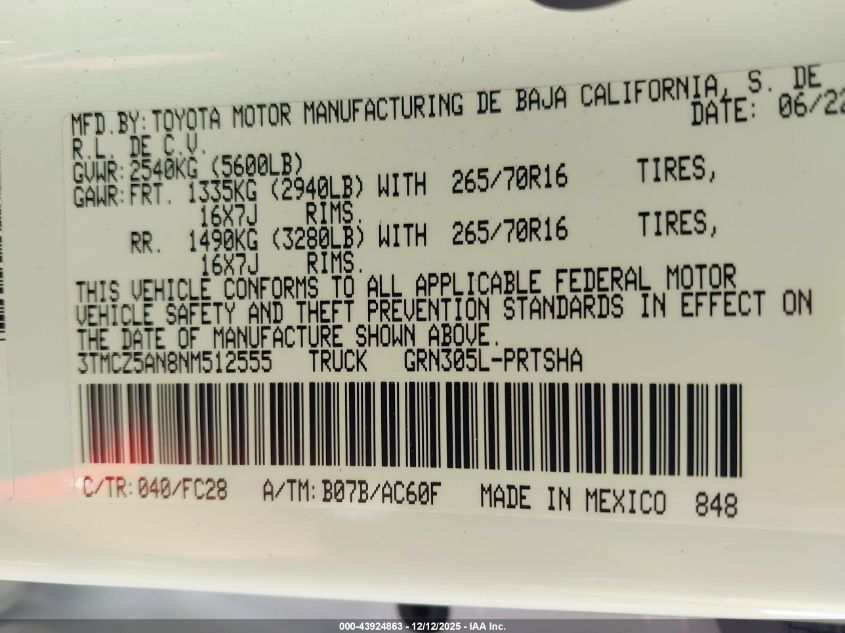 MFD.BY: TOYOTA MOTOR MANUFACTURING DE BAJA CALIFORNIA, S. DE
R.L. DE C.V. DATE: 06/22
GVWR: 2540KG (5600LB)
GAWR: FRT. 1335KG (2940LB) WITH 265/70R16 TIRES,
16X7J RIMS.
RR. 1490KG (3280LB) WITH 265/70R16 TIRES,
16X7J RIMS.
THIS VEHICLE CONFORMS TO ALL APPLICABLE FEDERAL MOTOR
VEHICLE SAFETY AND THEFT PREVENTION STANDARDS IN EFFECT ON
THE DATE OF MANUFACTURE SHOWN ABOVE.
3TMCZ5AN8NM512555 TRUCK GRN305L-PRTSHA
C/TR: 040/FC28 A/TM: B07B/AC60F MADE IN MEXICO 848
000-43924863 - 12/12/2025 - IAA Inc.